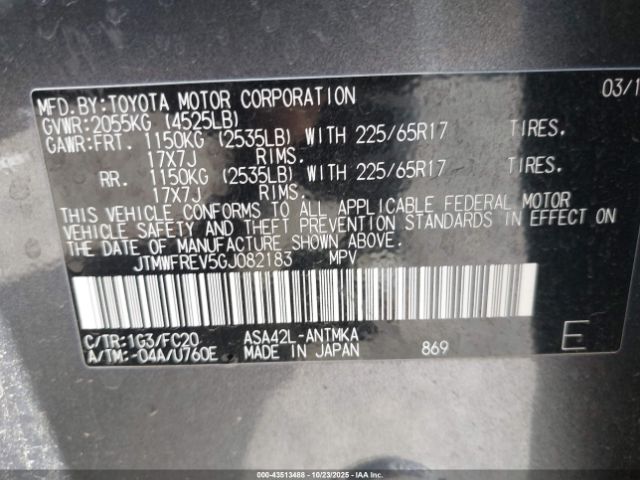 MFD.BY:TOYOTA MOTOR CORPORATION 03/1
GVWR:2055KG (4525LB)
GAWR:FRT. 1150KG (2535LB) WITH 225/65R17 TIRES,
17X7J RIMS,
RR. 1150KG (2535LB) WITH 225/65R17 TIRES,
17X7J RIMS.
THIS VEHICLE CONFORMS TO ALL APPLICABLE FEDERAL MOTOR
VEHICLE SAFETY AND THEFT PREVENTION STANDARDS IN EFFECT ON
THE DATE OF MANUFACTURE SHOWN ABOVE.
JTMWFREV5GJ082183 MPV
C/TR:1G3/FC20 ASA42L-ANTMKA
A/TM:-04A/U760E MADE IN JAPAN 869 E
000-43513488 - 10/23/2025 - iaai.com